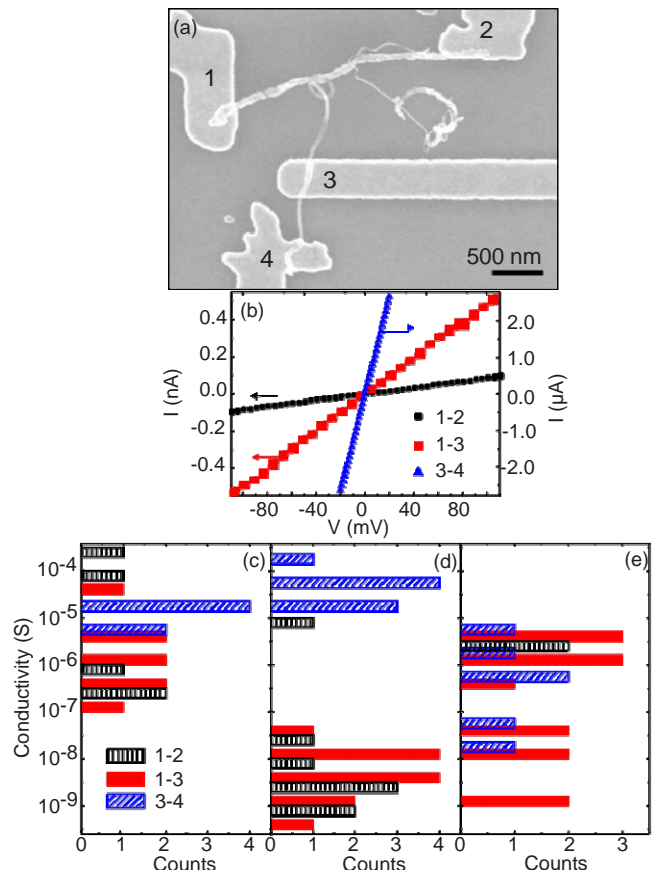 (a)
1
2
3
4
500 nm
(b)
0.4
0.2
0.0
-0.2
-0.4
I (nA)
2.0
1.0
0.0
1.0
2.0
I (µA)
1-2
1-3
3-4
-80 -40 0 40 80
V (mV)
(c) (d) (e)
10-4
10-5
10-6
10-7
10-8
10-9
Conductivity (S)
1-2
1-3
3-4
0 1 2 3 4 0 1 2 3 4 0 1 2 3
Counts Counts Counts